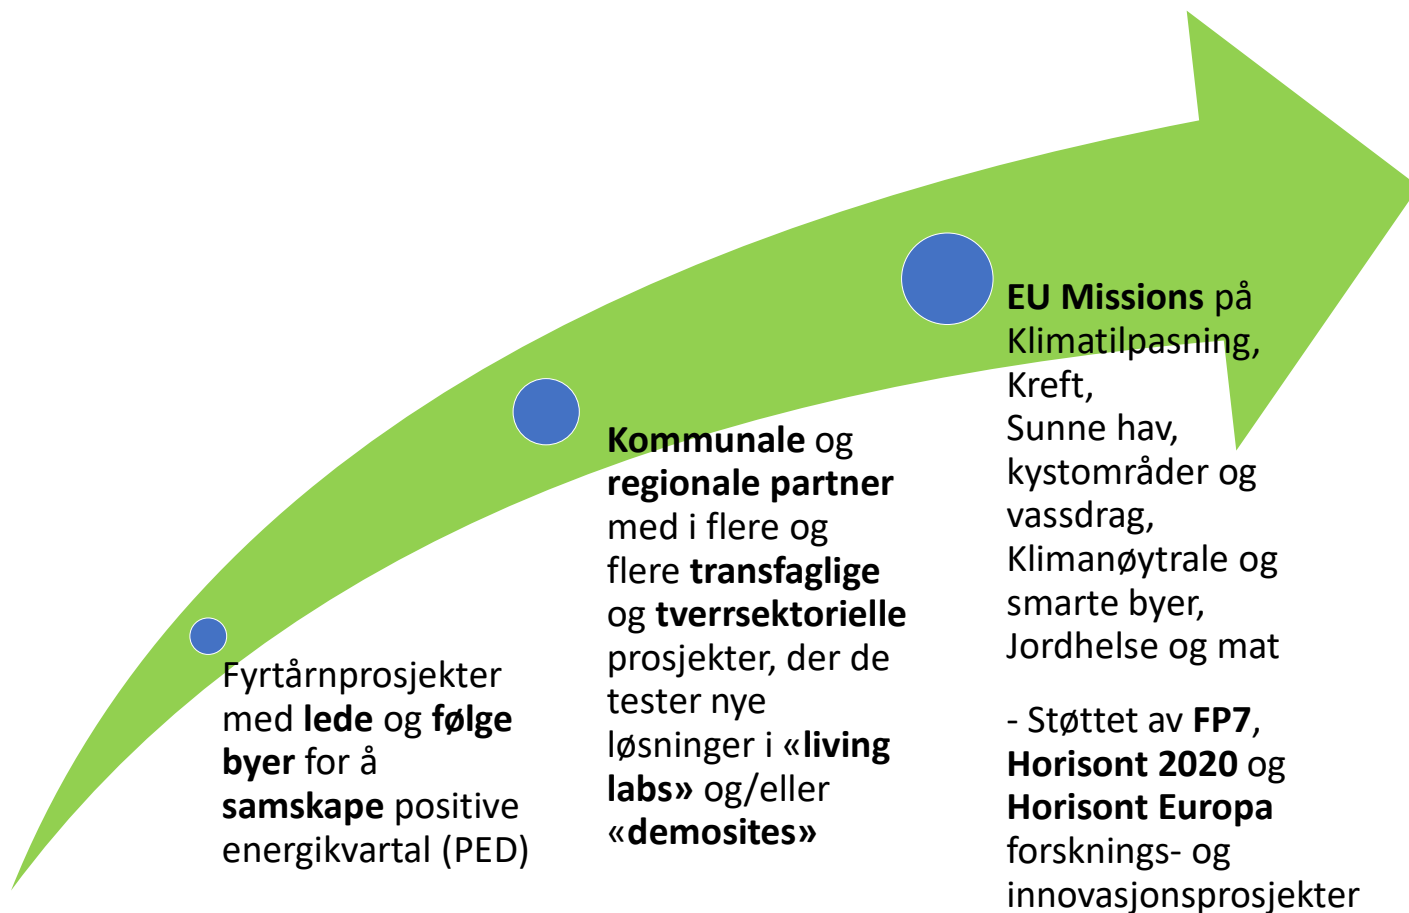 Fyrtårnprosjekter
med lede og følge
byer for å
samskape positive
energikvartal (PED)
Kommunale og
regionale partner
med i flere og
flere transfaglige
og tverrsektorielle
prosjekter, der de
tester nye
løsninger i «living
labs» og/eller
«demosites»
EU Missions på
Klimatilpasning,
Kreft,
Sunne hav,
kystområder og
vassdrag,
Klimanøytrale og
smarte byer,
Jordhelse og mat
- Støttet av FP7,
Horisont 2020 og
Horisont Europa
forsknings- og
innovasjonsprosjekter